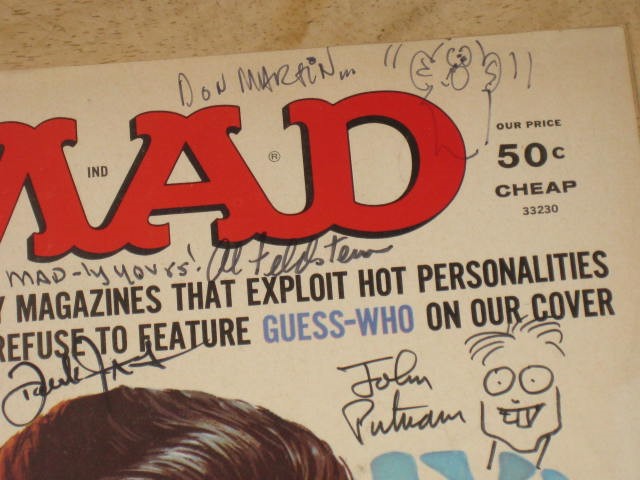 DON MARTIN...
MAD
IND
®
OUR PRICE
50c
CHEAP
33230
MAD-ly yours! Al Feldstein
Y MAGAZINES THAT EXPLOIT HOT PERSONALITIES
REFUSE TO FEATURE GUESS-WHO ON OUR COVER
John
Putnam